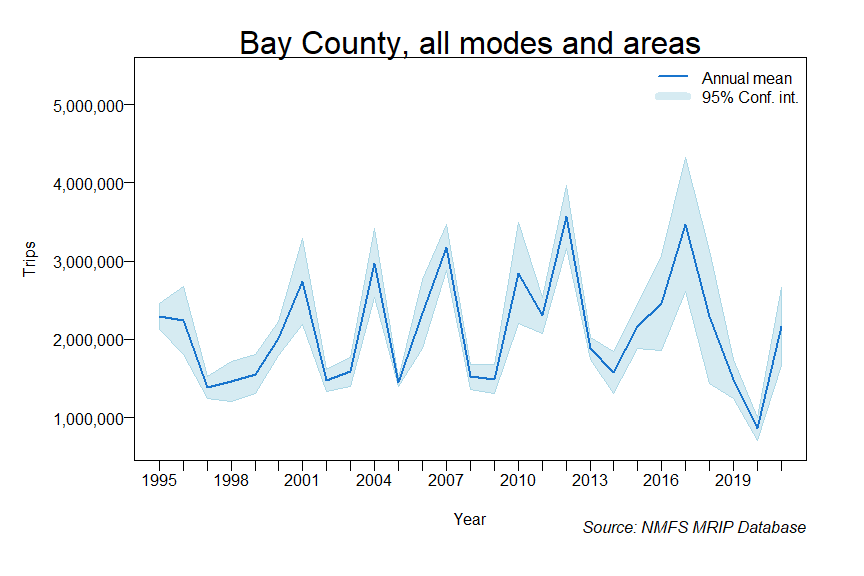 Bay County, all modes and areas
Annual mean
95% Conf. int.
5,000,000
4,000,000
3,000,000
2,000,000
1,000,000
Trips
1995 1998 2001 2004 2007 2010 2013 2016 2019
Year
Source: NMFS MRIP Database